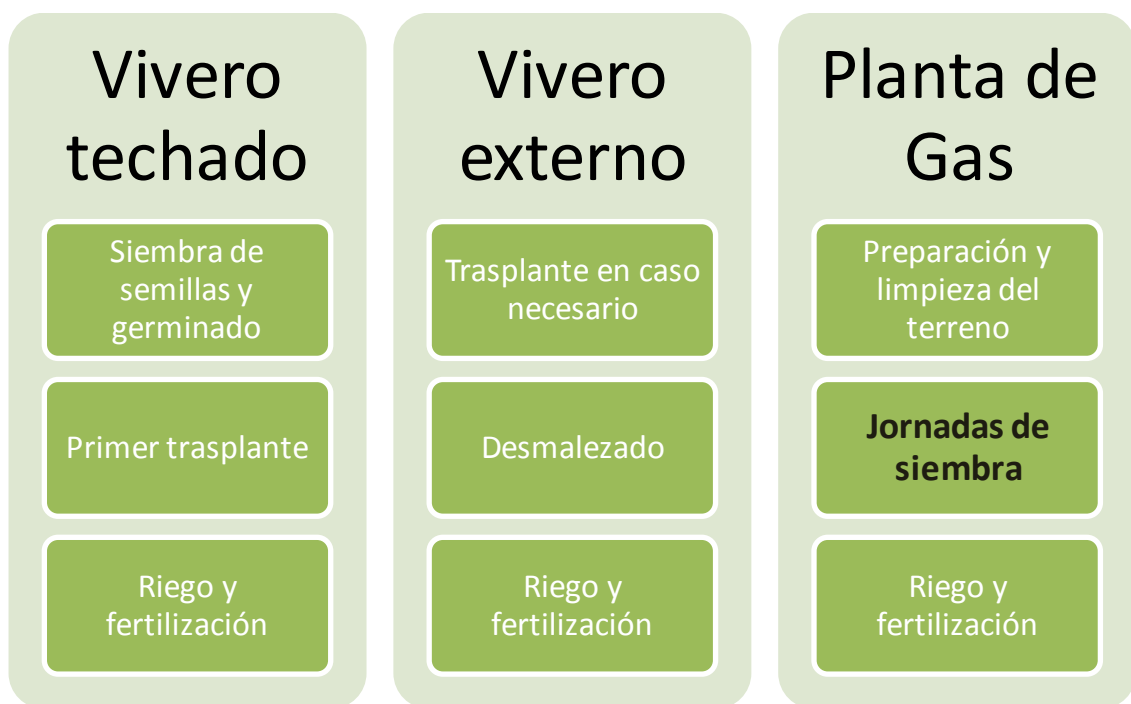 Vivero
techado
Siembra de
semillas y
germinado
Primer trasplante
Riego y
fertilización
Vivero
externo
Trasplante en caso
necesario
Desmalezado
Riego y
fertilización
Planta de
Gas
Preparación y
limpieza del
terreno
Jornadas de
siembra
Riego y
fertilización